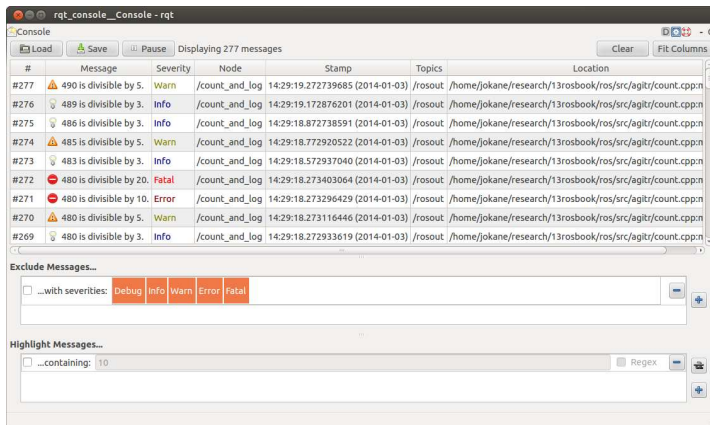 rqt_console__Console - rqt
Console
Load Save Pause Displaying 277 messages Clear Fit Columns
# Message Severity Node Stamp Topics Location
#277 490 is divisible by 5. Warn /count_and_log 14:29:19.272739685 (2014-01-03) /rosout /home/jokane/research/13rosbook/ros/src/agitr/count.cpp:m
#276 489 is divisible by 3. Info /count_and_log 14:29:19.172876201 (2014-01-03) /rosout /home/jokane/research/13rosbook/ros/src/agitr/count.cpp:m
#275 486 is divisible by 3. Info /count_and_log 14:29:18.872738591 (2014-01-03) /rosout /home/jokane/research/13rosbook/ros/src/agitr/count.cpp:m
#274 485 is divisible by 5. Warn /count_and_log 14:29:18.772920522 (2014-01-03) /rosout /home/jokane/research/13rosbook/ros/src/agitr/count.cpp:m
#273 483 is divisible by 3. Info /count_and_log 14:29:18.572937040 (2014-01-03) /rosout /home/jokane/research/13rosbook/ros/src/agitr/count.cpp:m
#272 480 is divisible by 20. Fatal /count_and_log 14:29:18.273403064 (2014-01-03) /rosout /home/jokane/research/13rosbook/ros/src/agitr/count.cpp:m
#271 480 is divisible by 10. Error /count_and_log 14:29:18.273296429 (2014-01-03) /rosout /home/jokane/research/13rosbook/ros/src/agitr/count.cpp:m
#270 480 is divisible by 5. Warn /count_and_log 14:29:18.273116446 (2014-01-03) /rosout /home/jokane/research/13rosbook/ros/src/agitr/count.cpp:m
#269 480 is divisible by 3. Info /count_and_log 14:29:18.272933619 (2014-01-03) /rosout /home/jokane/research/13rosbook/ros/src/agitr/count.cpp:m
Exclude Messages...
...with severities: Debug Info Warn Error Fatal
Highlight Messages...
...containing: 10 Regex